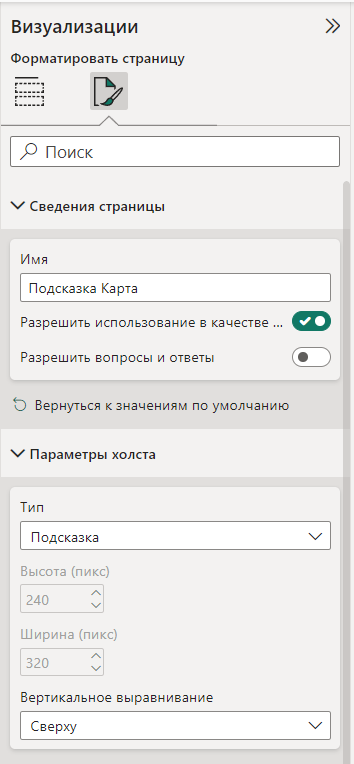 Визуализации
Форматировать страницу
Поиск
Сведения страницы
Имя
Подсказка Карта
Разрешить использование в качестве ...
Разрешить вопросы и ответы
Вернуться к значениям по умолчанию
Параметры холста
Тип
Подсказка
Высота (пикс)
240
Ширина (пикс)
320
Вертикальное выравнивание
Сверху